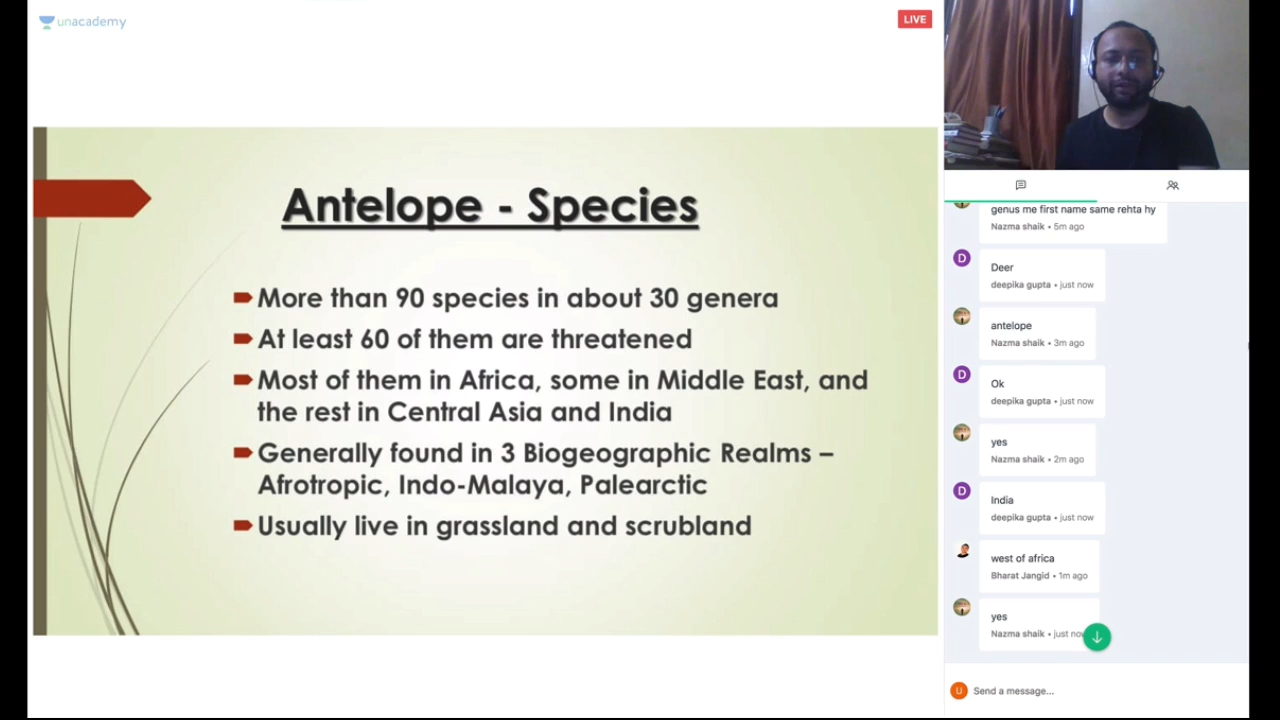 unacademy
LIVE
Antelope - Species
More than 90 species in about 30 genera
At least 60 of them are threatened
Most of them in Africa, some in Middle East, and
the rest in Central Asia and India
Generally found in 3 Biogeographic Realms –
Afrotropic, Indo-Malaya, Palearctic
Usually live in grassland and scrubland
genus me first name same rehta hy
Nazma shaik • 5m ago
D
Deer
deepika gupta • just now
antelope
Nazma shaik • 3m ago
D
Ok
deepika gupta • just now
yes
Nazma shaik • 2m ago
D
India
deepika gupta • just now
west of africa
Bharat Jangid • 1m ago
yes
Nazma shaik • just now
U
Send a message...